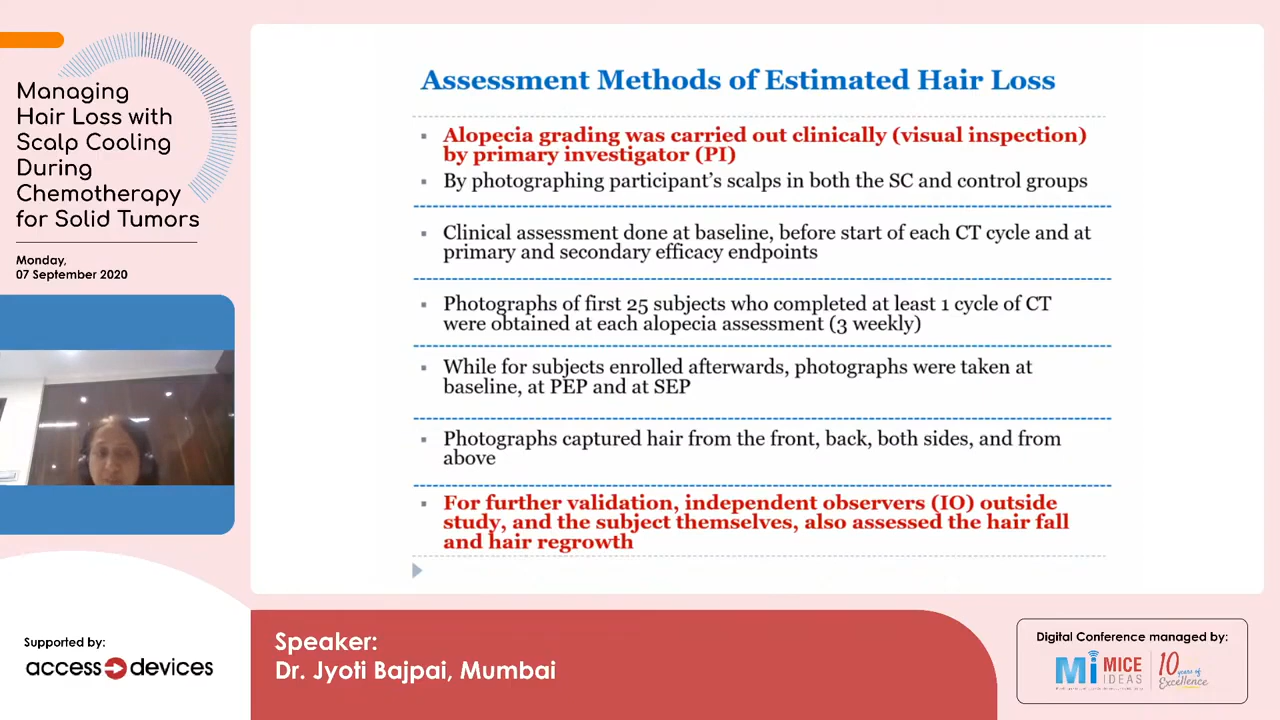 Managing
Hair Loss with
Scalp Cooling
During
Chemotherapy
for Solid Tumors
Monday,
07 September 2020
Assessment Methods of Estimated Hair Loss
Alopecia grading was carried out clinically (visual inspection)
by primary investigator (PI)
By photographing participant's scalps in both the SC and control groups
Clinical assessment done at baseline, before start of each CT cycle and at
primary and secondary efficacy endpoints
Photographs of first 25 subjects who completed at least 1 cycle of CT
were obtained at each alopecia assessment (3 weekly)
While for subjects enrolled afterwards, photographs were taken at
baseline, at PEP and at SEP
Photographs captured hair from the front, back, both sides, and from
above
For further validation, independent observers (IO) outside
study, and the subject themselves, also assessed the hair fall
and hair regrowth
Supported by:
access devices
Speaker:
Dr. Jyoti Bajpai, Mumbai
Digital Conference managed by:
Mi MICE
IDEAS
10 years of
Excellence